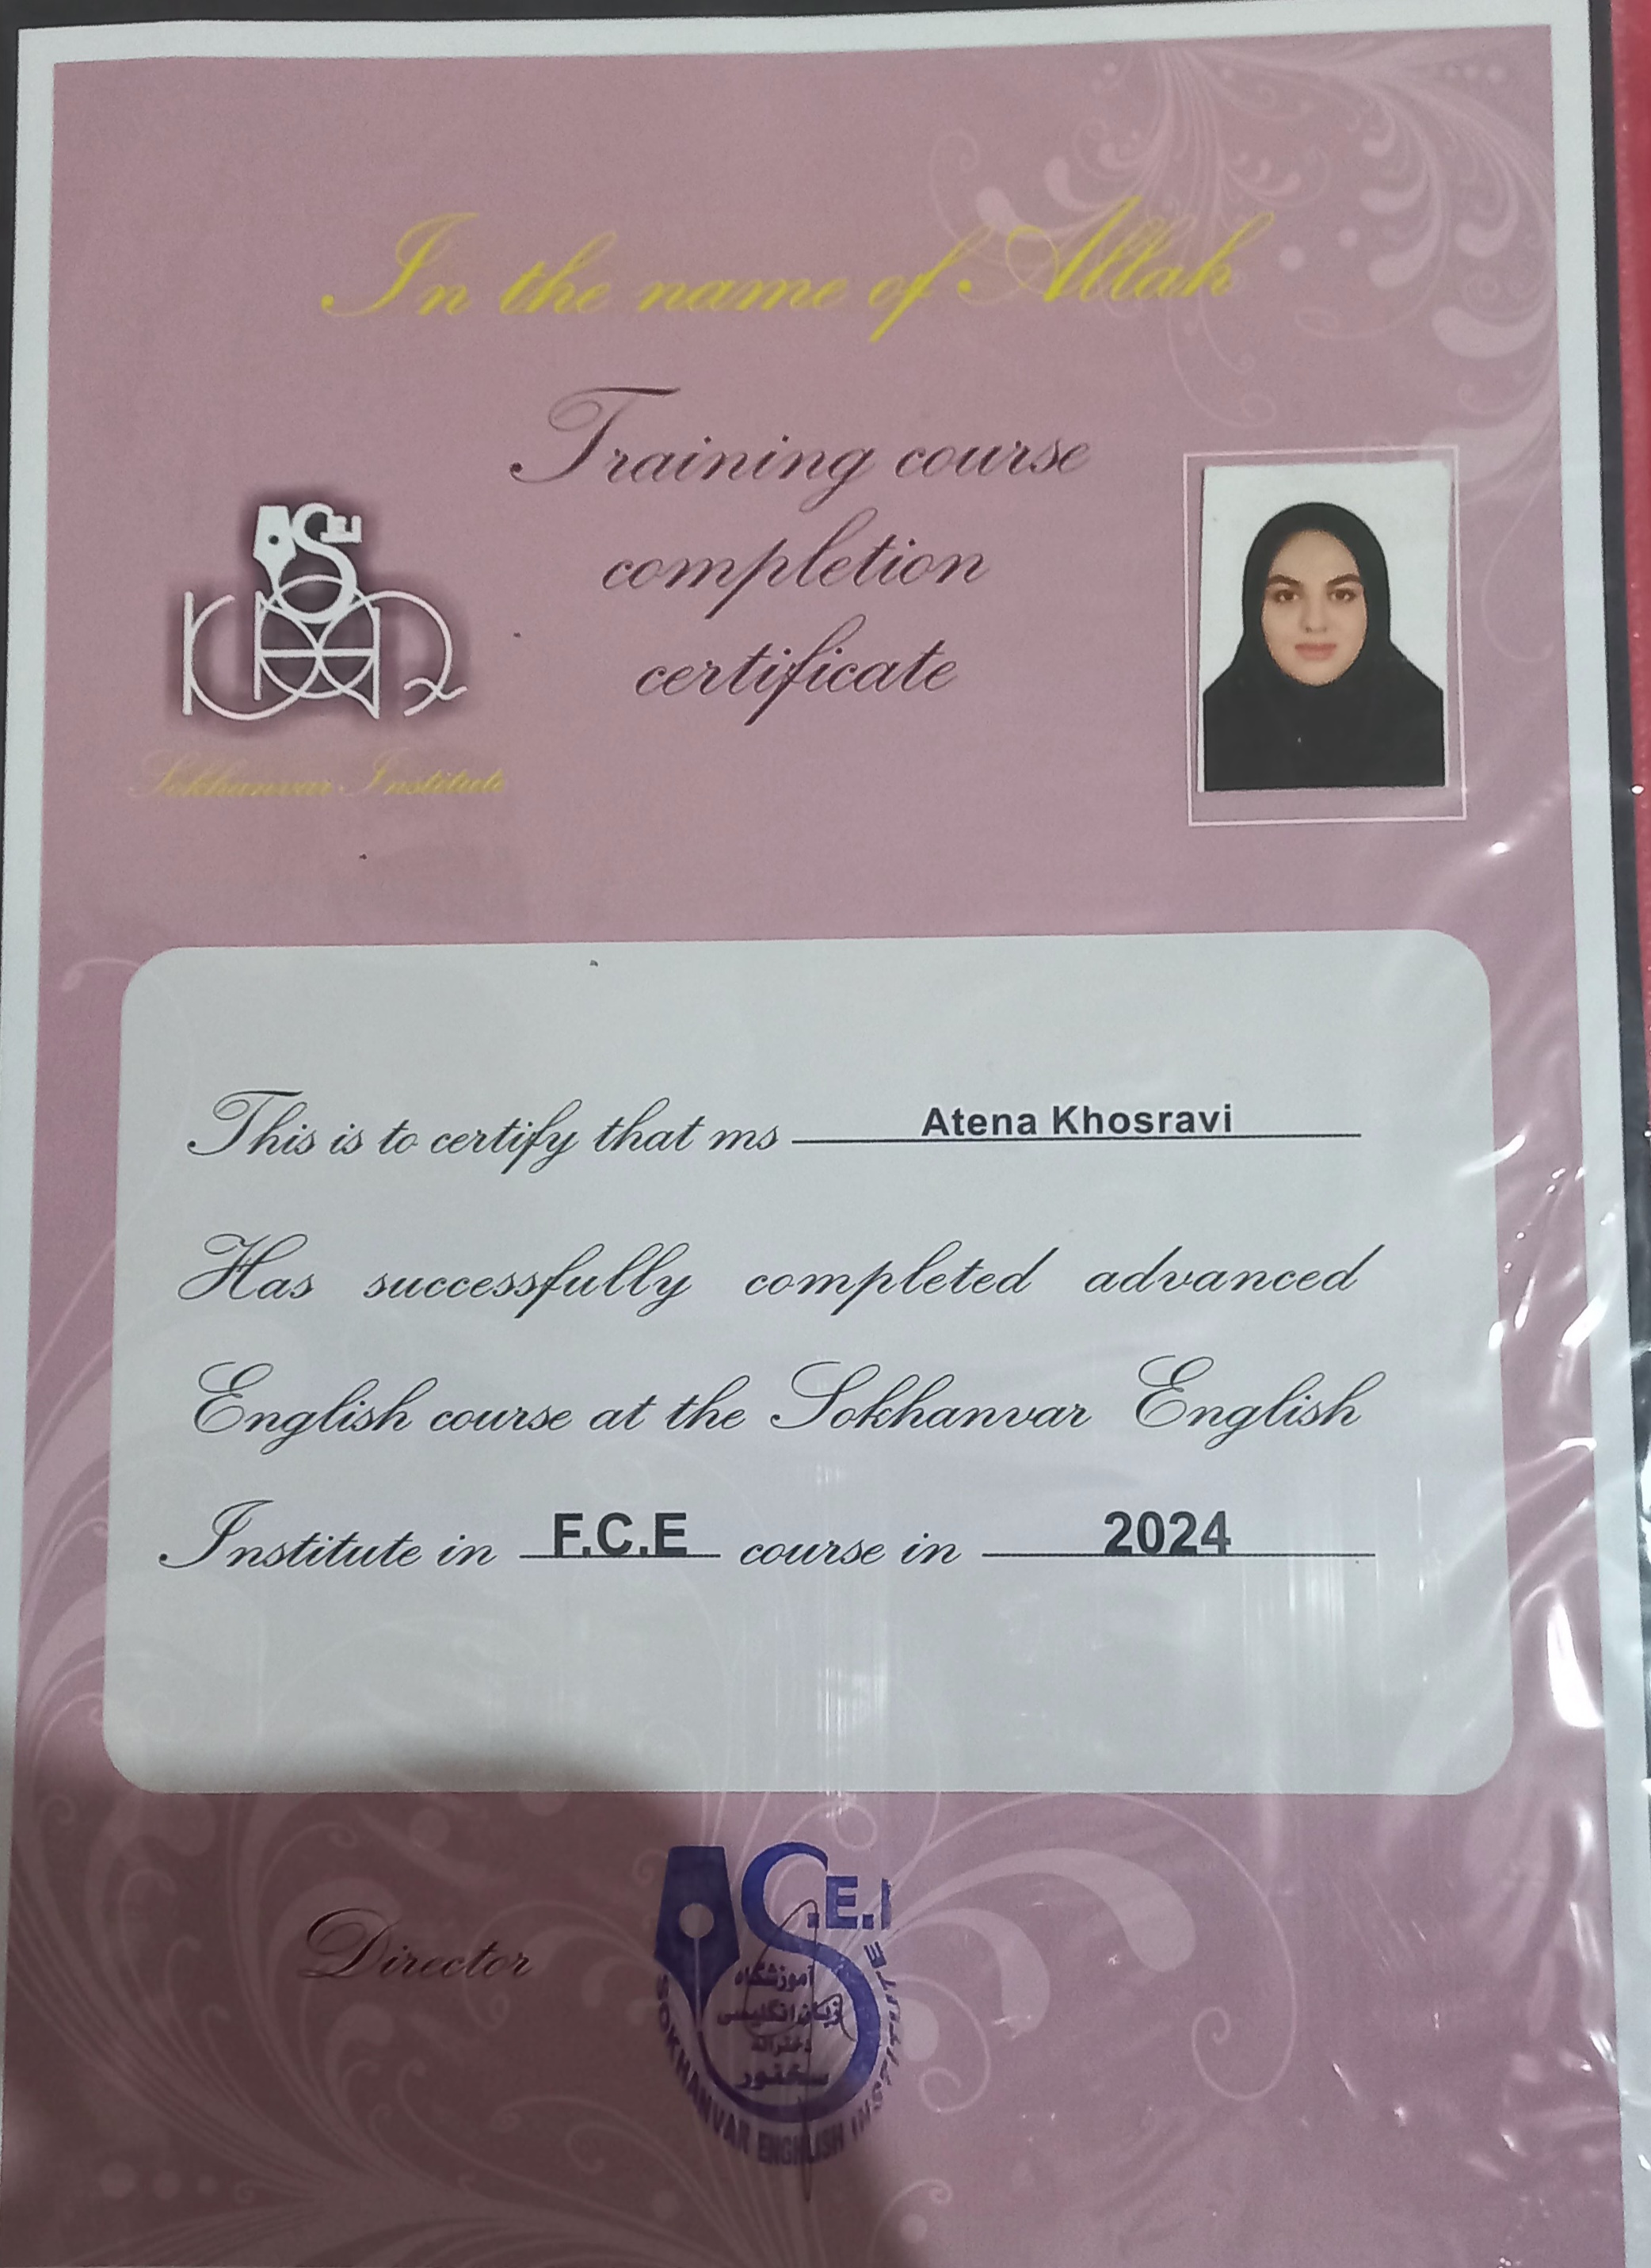 In the name of Allah
Training course
completion
certificate
S.E.I
Sokhanvar Institute
This is to certify that ms Atena Khosravi
Has successfully completed advanced
English course at the Sokhanvar English
Institute in F.C.E course in 2024
Director
S.E.I
آموزشگاه
زبان انگلیسی
دخترانه
سخنور
SOKHANVAR ENGLISH INSTITUTE